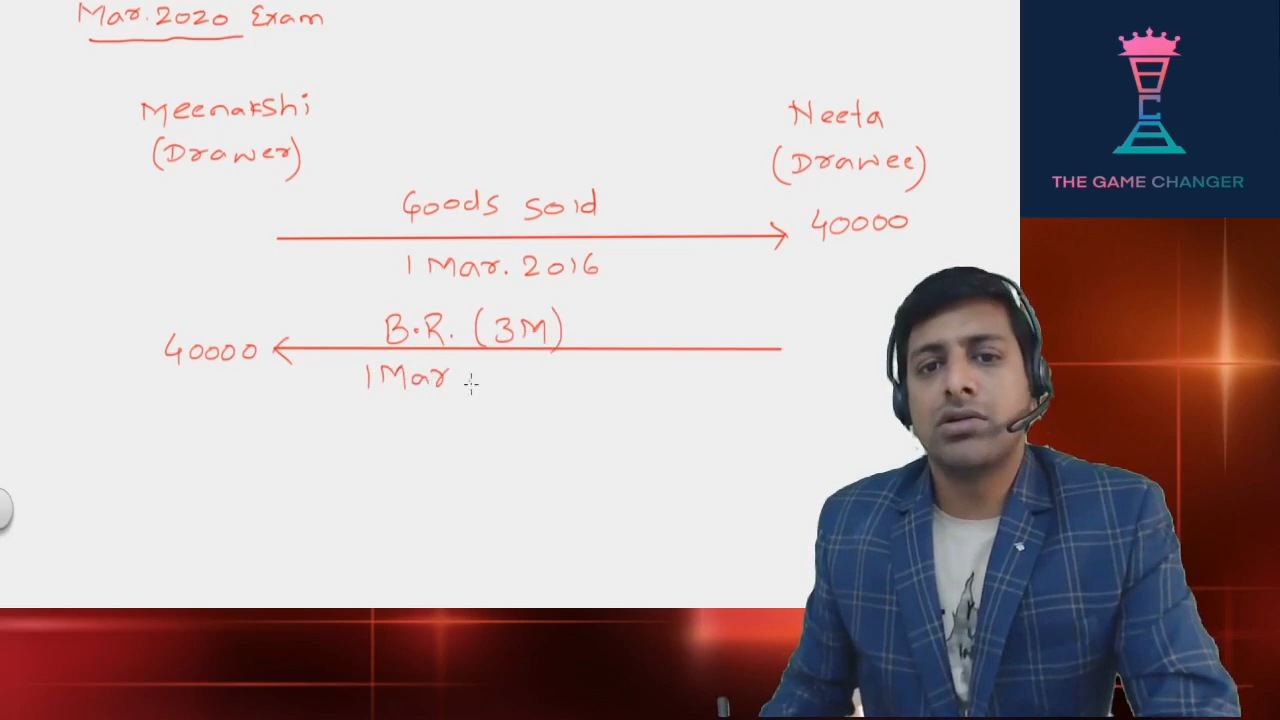 Mar. 2020 Exam
Meenakshi
(Drawer)
Neeta
(Drawee)
Goods Sold
40000
1 Mar. 2016
B.R. (3M)
40000
1 Mar
THE GAME CHANGER